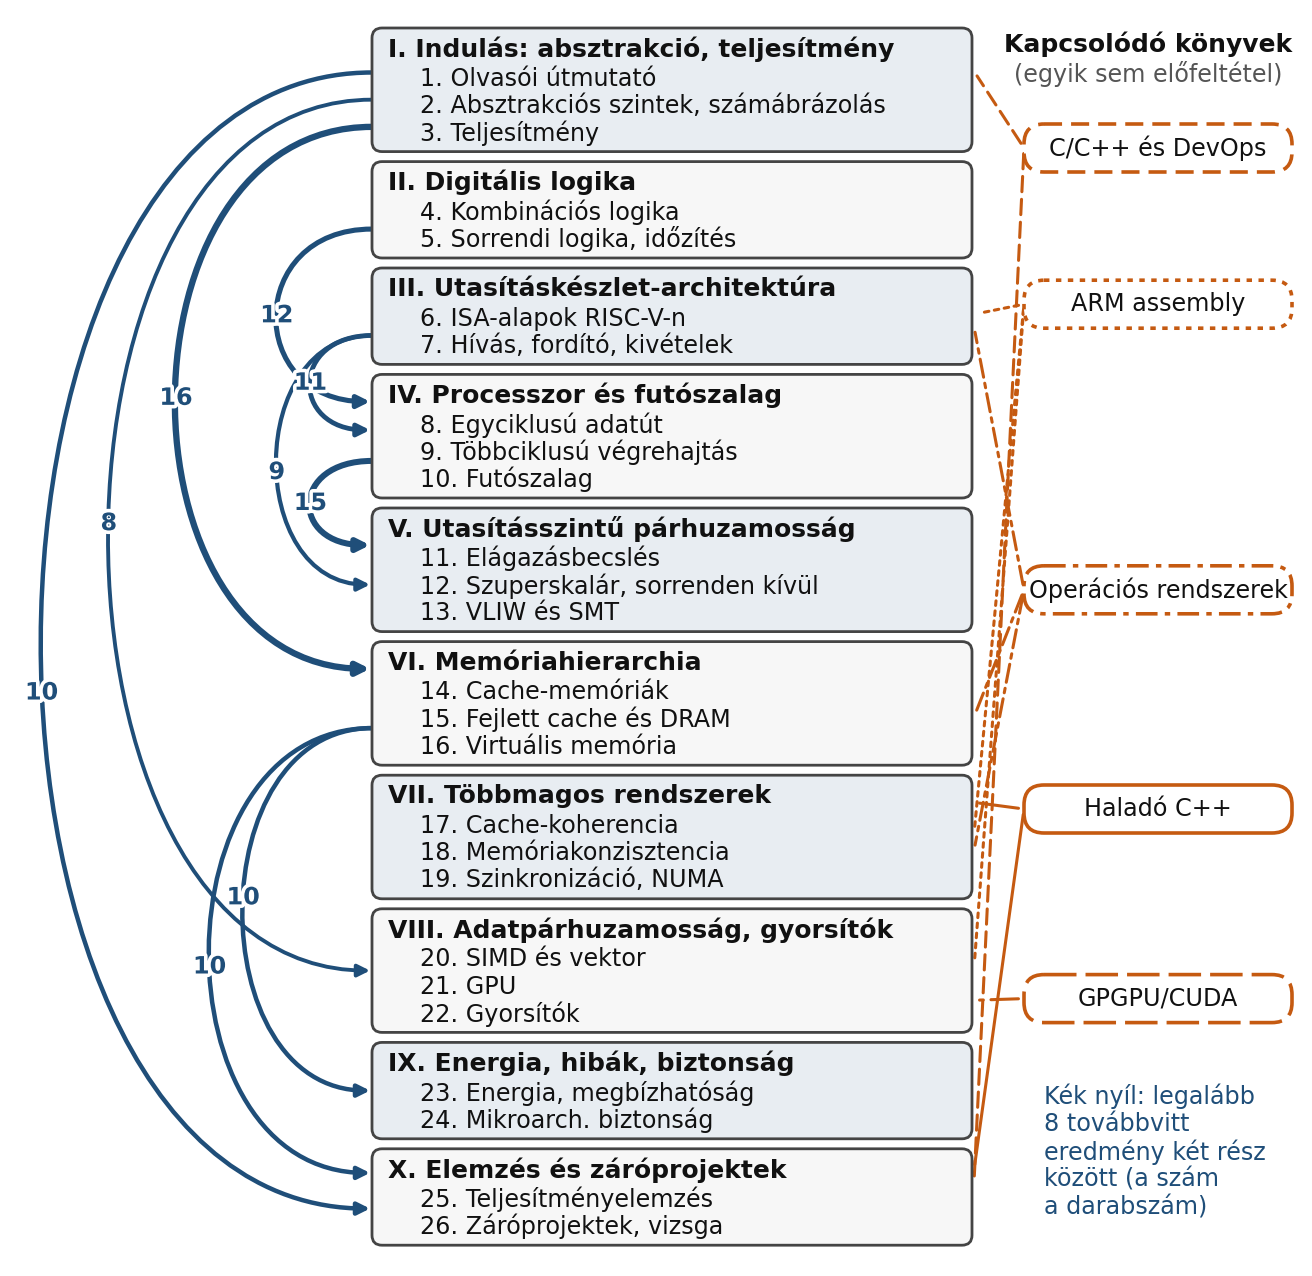 I. Indulás: absztrakció, teljesítmény
1. Olvasói útmutató
2. Absztrakciós szintek, számábrázolás
3. Teljesítmény
II. Digitális logika
4. Kombinációs logika
5. Sorrendi logika, időzítés
III. Utasításkészlet-architektúra
6. ISA-alapok RISC-V-n
7. Hívás, fordító, kivételek
IV. Processzor és futószalag
8. Egyciklusú adatút
9. Többciklusú végrehajtás
10. Futószalag
V. Utasításszintű párhuzamosság
11. Elágazásbecslés
12. Szuperskalár, sorrenden kívül
13. VLIW és SMT
VI. Memóriahierarchia
14. Cache-memóriák
15. Fejlett cache és DRAM
16. Virtuális memória
VII. Többmagos rendszerek
17. Cache-koherencia
18. Memóriakonzisztencia
19. Szinkronizáció, NUMA
VIII. Adatpárhuzamosság, gyorsítók
20. SIMD és vektor
21. GPU
22. Gyorsítók
IX. Energia, hibák, biztonság
23. Energia, megbízhatóság
24. Mikroarch. biztonság
X. Elemzés és záróprojektek
25. Teljesítményelemzés
26. Záróprojektek, vizsga
12
11
16
9
15
8
10
10
10
Kapcsolódó könyvek
(egyik sem előfeltétel)
C/C++ és DevOps
ARM assembly
Operációs rendszerek
Haladó C++
GPGPU/CUDA
Kék nyíl: legalább
8 továbbvitt
eredmény két rész
között (a szám
a darabszám)